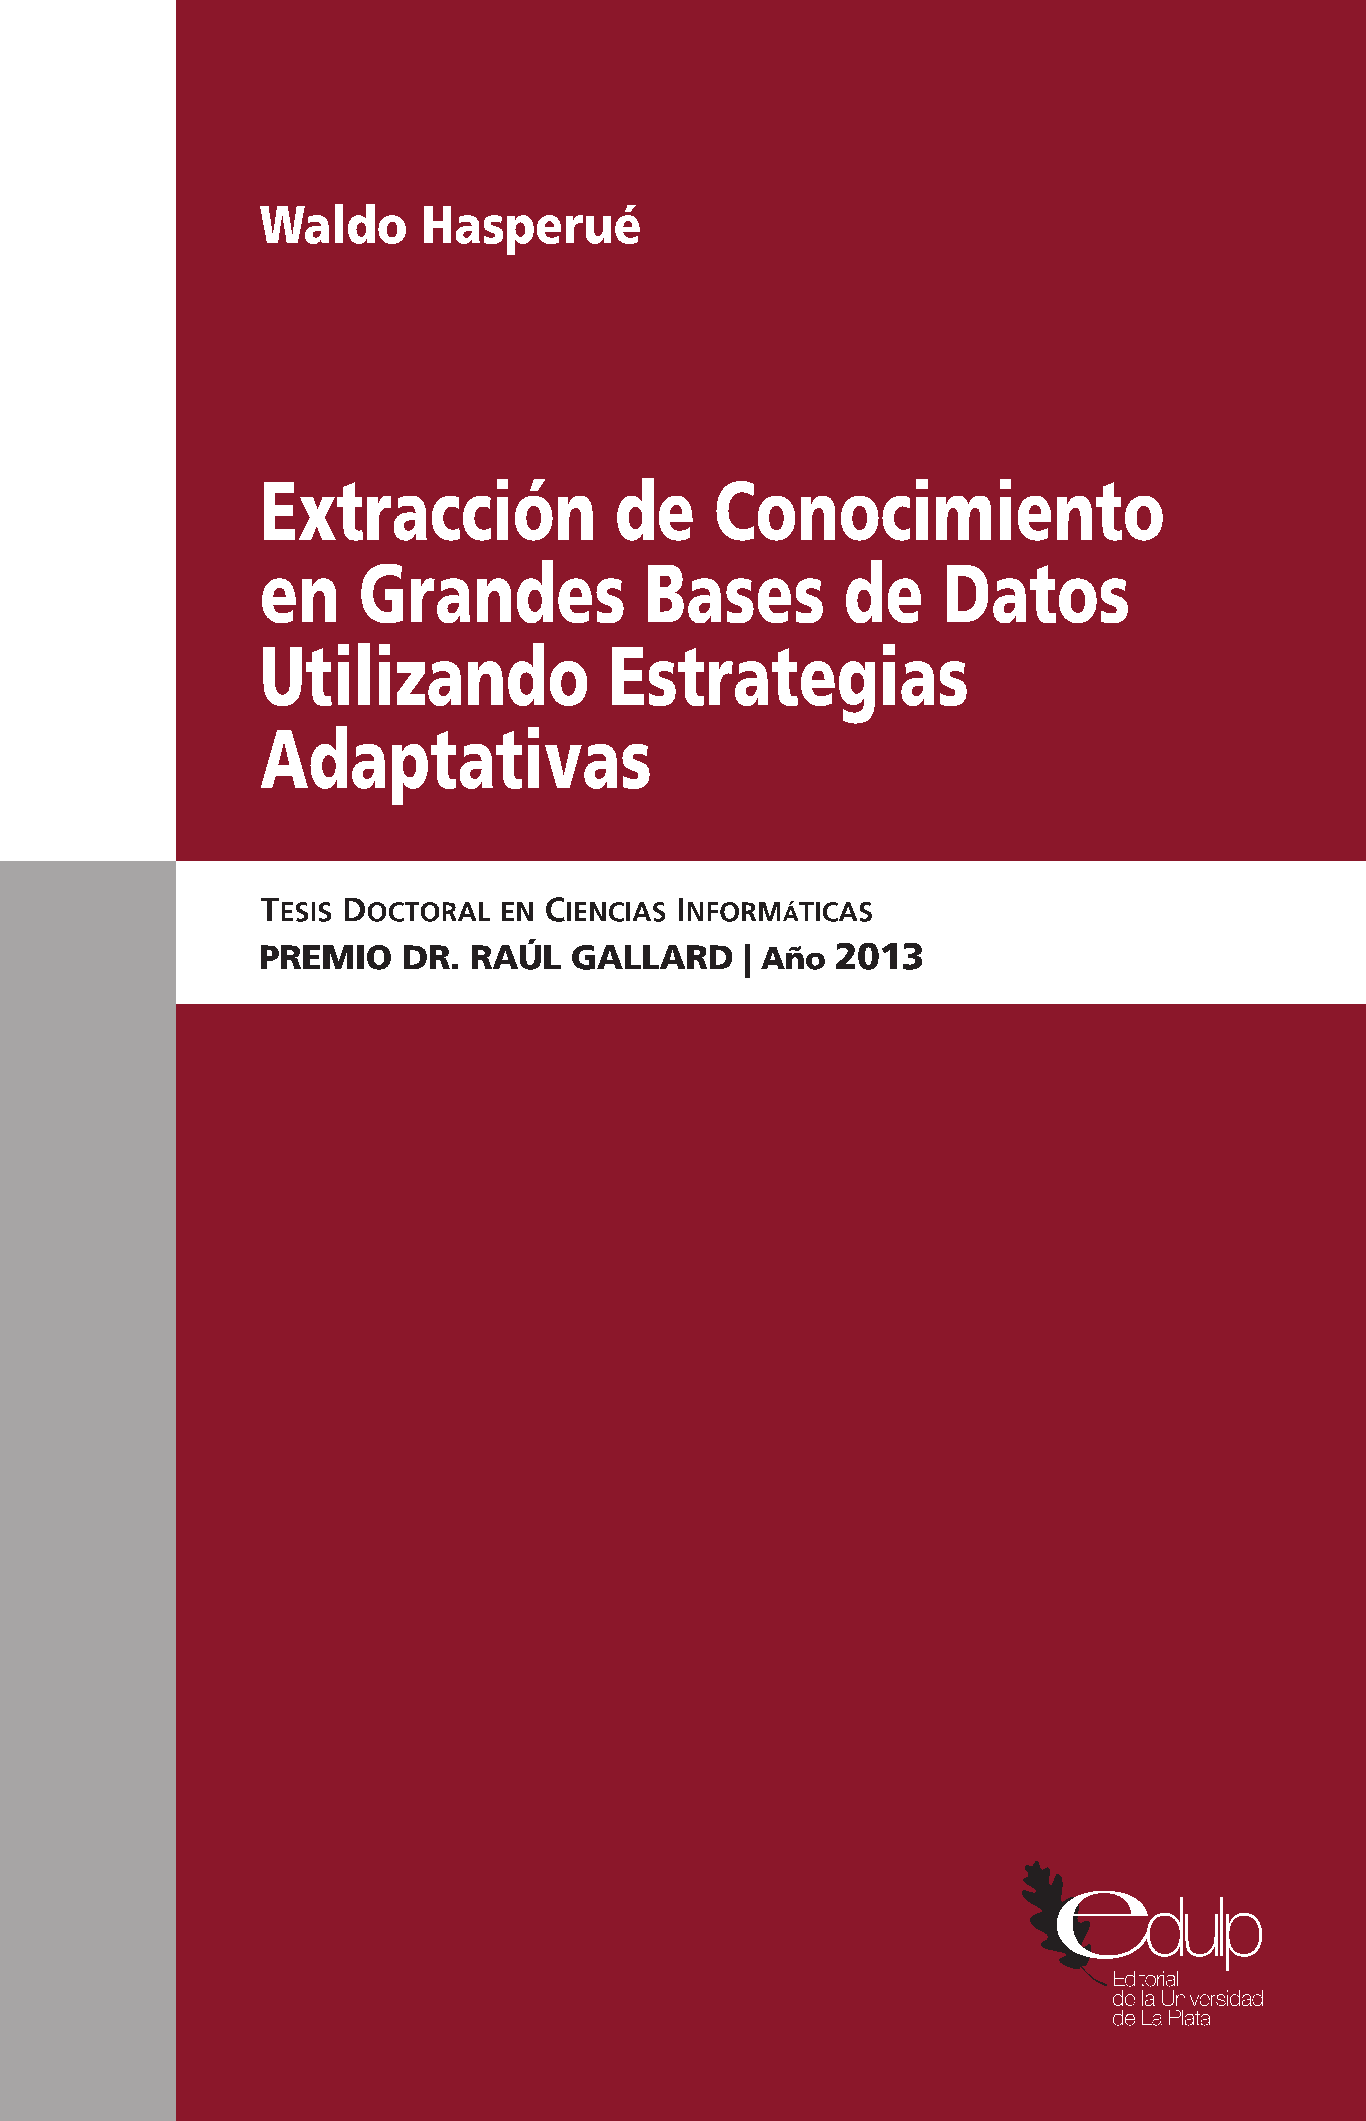 Waldo Hasperué
Extracción de Conocimiento
en Grandes Bases de Datos
Utilizando Estrategias
Adaptativas
TESIS DOCTORAL EN CIENCIAS INFORMÁTICAS
PREMIO DR. RAÚL GALLARD | Año 2013
edulp
Editorial
de la Universidad
de La Plata